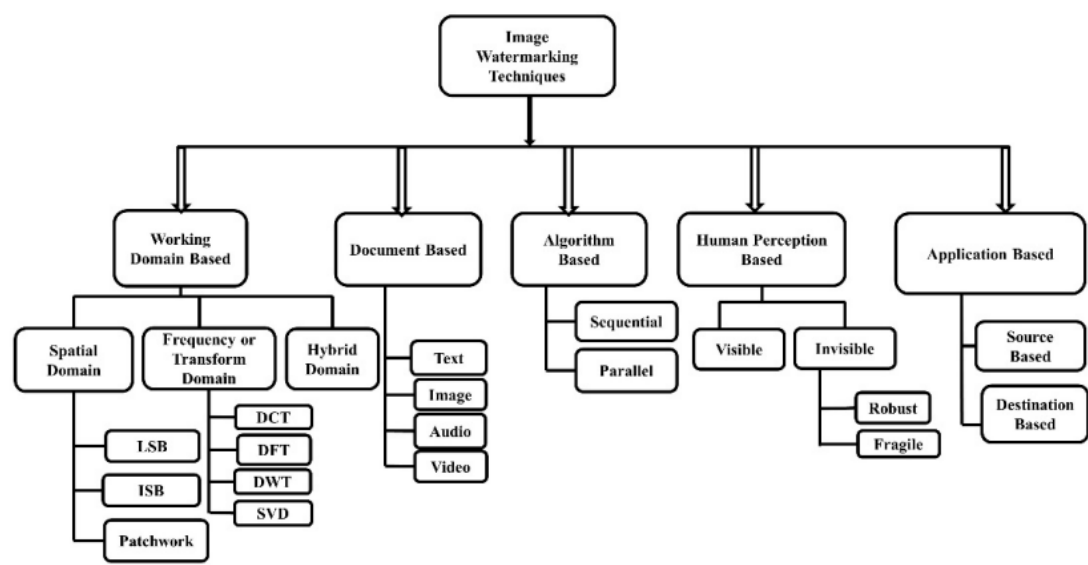 Image
Watermarking
Techniques
Working
Domain Based
Document Based
Algorithm
Based
Human Perception
Based
Application Based
Spatial
Domain
Frequency or
Transform
Domain
Hybrid
Domain
LSB
ISB
Patchwork
DCT
DFT
DWT
SVD
Text
Image
Audio
Video
Sequential
Parallel
Visible
Invisible
Robust
Fragile
Source
Based
Destination
Based